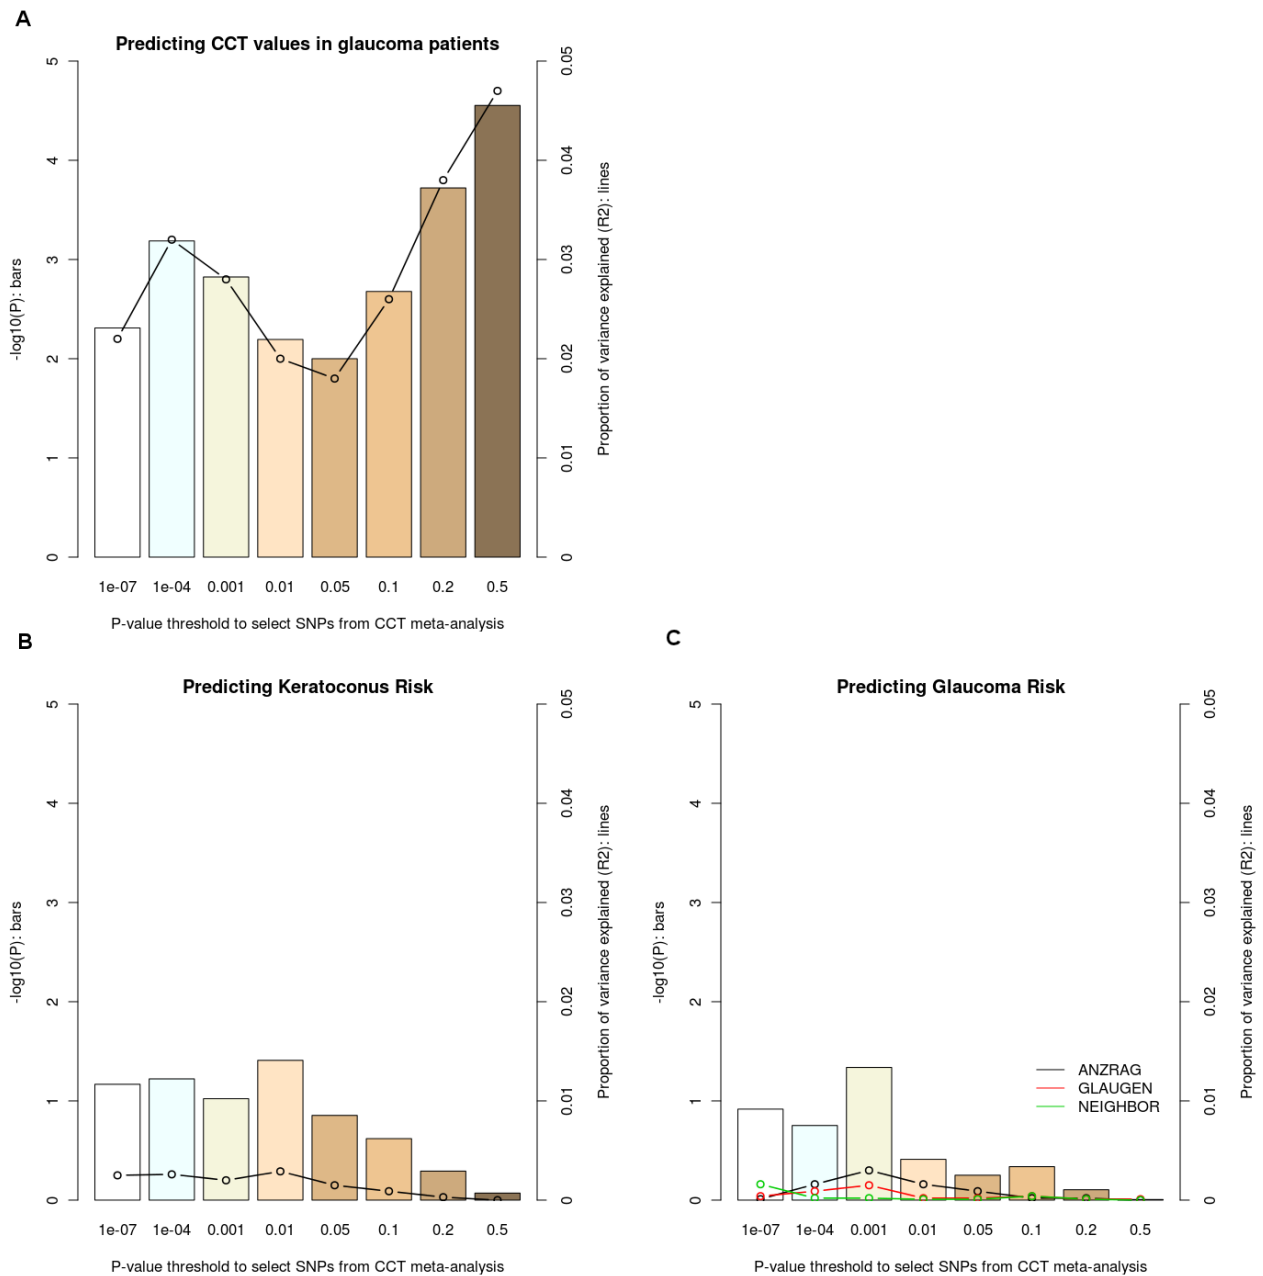 A
Predicting CCT values in glaucoma patients
5
4
3
2
1
0
-log10(P): bars
0.05
0.04
0.03
0.02
0.01
0
Proportion of variance explained (R2): lines
1e-07 1e-04 0.001 0.01 0.05 0.1 0.2 0.5
P-value threshold to select SNPs from CCT meta-analysis
B
Predicting Keratoconus Risk
5
4
3
2
1
0
-log10(P): bars
0.05
0.04
0.03
0.02
0.01
0
Proportion of variance explained (R2): lines
1e-07 1e-04 0.001 0.01 0.05 0.1 0.2 0.5
P-value threshold to select SNPs from CCT meta-analysis
C
Predicting Glaucoma Risk
5
4
3
2
1
0
-log10(P): bars
0.05
0.04
0.03
0.02
0.01
0
Proportion of variance explained (R2): lines
ANZRAG
GLAUGEN
NEIGHBOR
1e-07 1e-04 0.001 0.01 0.05 0.1 0.2 0.5
P-value threshold to select SNPs from CCT meta-analysis